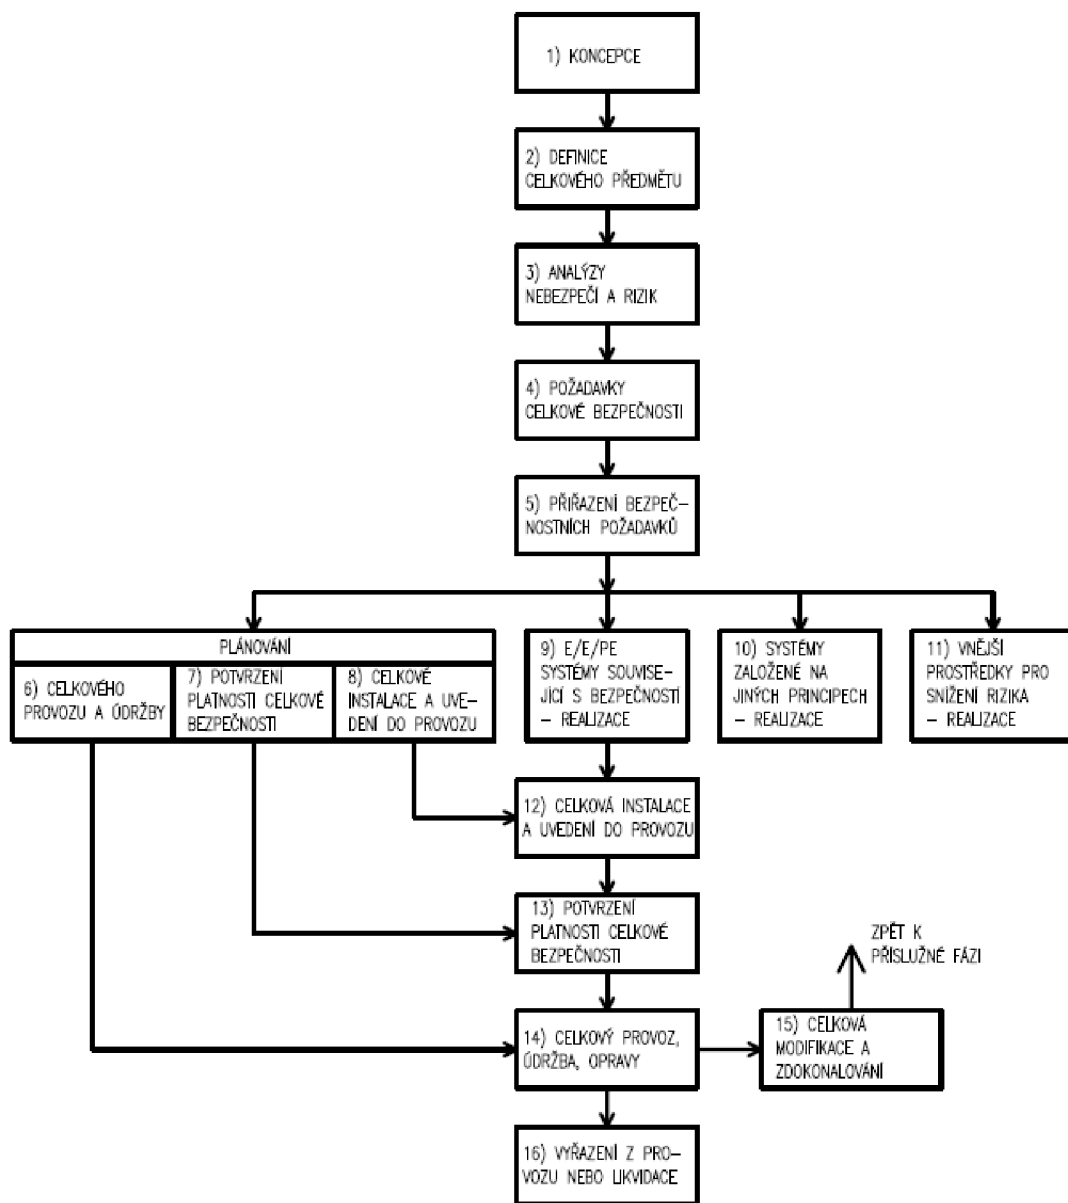 1) KONCEPCE
2) DEFINICE
CELKOVÉHO PŘEDMĚTU
3) ANALÝZY
NEBEZPEČÍ A RIZIK
4) POŽADAVKY
CELKOVÉ BEZPEČNOSTI
5) PŘIŘAZENÍ BEZPEČ–
NOSTNÍCH POŽADAVKŮ
PLÁNOVÁNÍ
6) CELKOVÉHO
PROVOZU A ÚDRŽBY
7) POTVRZENÍ
PLATNOSTI CELKOVÉ
BEZPEČNOSTI
8) CELKOVÉ
INSTALACE A UVE–
DENÍ DO PROVOZU
9) E/E/PE
SYSTÉMY SOUVISE–
JÍCÍ S BEZPEČNOSTÍ
– REALIZACE
10) SYSTÉMY
ZALOŽENÉ NA
JINÝCH PRINCIPECH
– REALIZACE
11) VNĚJŠÍ
PROSTŘEDKY PRO
SNÍŽENÍ RIZIKA
– REALIZACE
12) CELKOVÁ INSTALACE
A UVEDENÍ DO PROVOZU
13) POTVRZENÍ
PLATNOSTI CELKOVÉ
BEZPEČNOSTI
ZPĚT K
PŘÍSLUŽNÉ FÁZI
14) CELKOVÝ PROVOZ,
ÚDRŽBA, OPRAVY
15) CELKOVÁ
MODIFIKACE A
ZDOKONALOVÁNÍ
16) VYŘAZENÍ Z PRO–
VOZU NEBO LIKVIDACE